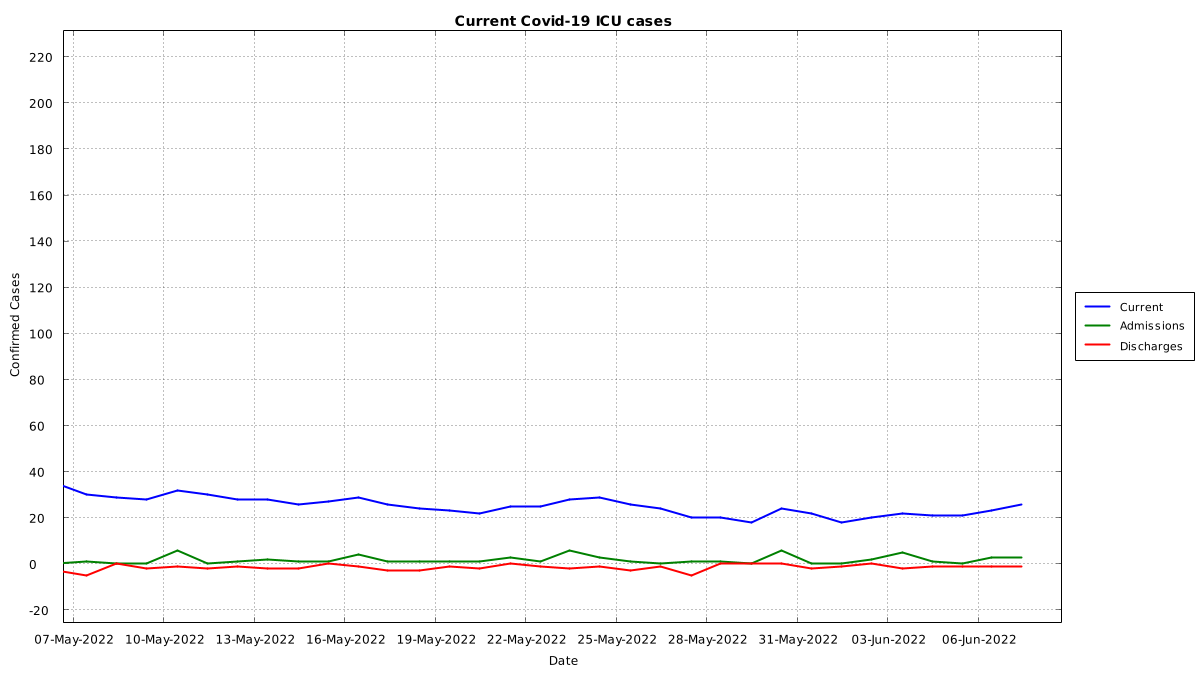 Current Covid-19 ICU cases
220
200
180
160
140
120
100
80
60
40
20
0
-20
Confirmed Cases
07-May-2022 10-May-2022 13-May-2022 16-May-2022 19-May-2022 22-May-2022 25-May-2022 28-May-2022 31-May-2022 03-Jun-2022 06-Jun-2022
Date
Current
Admissions
Discharges